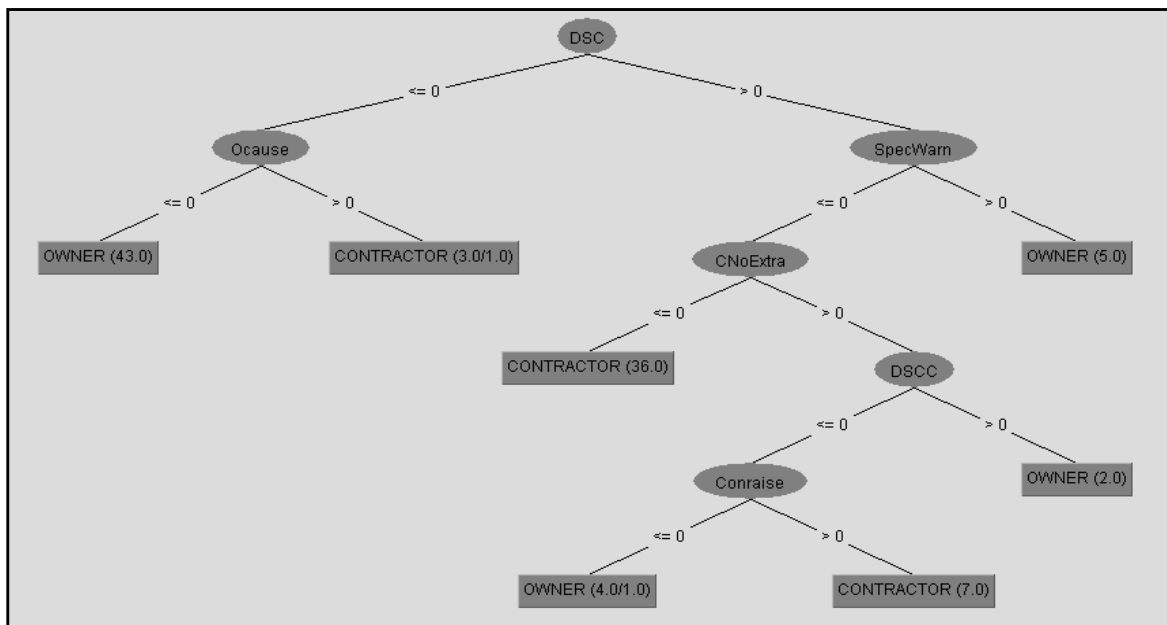 DSC
<= 0
> 0
Ocause
SpecWarn
<= 0
> 0
<= 0
> 0
OWNER (43.0)
CONTRACTOR (3.0/1.0)
CNoExtra
OWNER (5.0)
<= 0
> 0
CONTRACTOR (36.0)
DSCC
<= 0
> 0
Conraise
OWNER (2.0)
<= 0
> 0
OWNER (4.0/1.0)
CONTRACTOR (7.0)